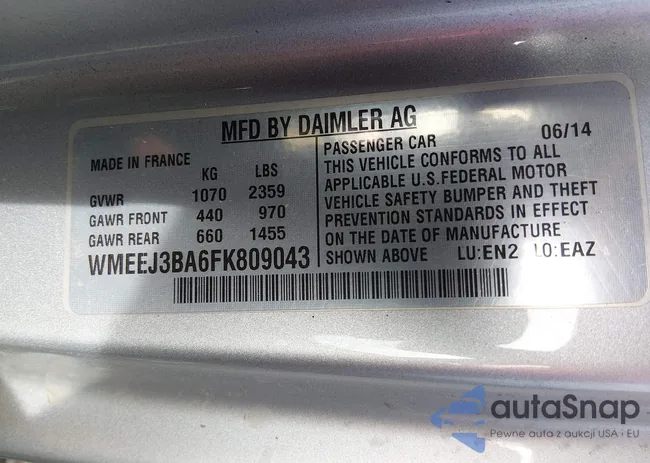 MFD BY DAIMLER AG
MADE IN FRANCE
KG LBS
GVWR 1070 2359
GAWR FRONT 440 970
GAWR REAR 660 1455
WMEEJ3BA6FK809043
PASSENGER CAR 06/14
THIS VEHICLE CONFORMS TO ALL
APPLICABLE U.S.FEDERAL MOTOR
VEHICLE SAFETY BUMPER AND THEFT
PREVENTION STANDARDS IN EFFECT
ON THE DATE OF MANUFACTURE
SHOWN ABOVE LU:EN2 LO:EAZ
autaSnap
Pewne auta z aukcji USA i EU